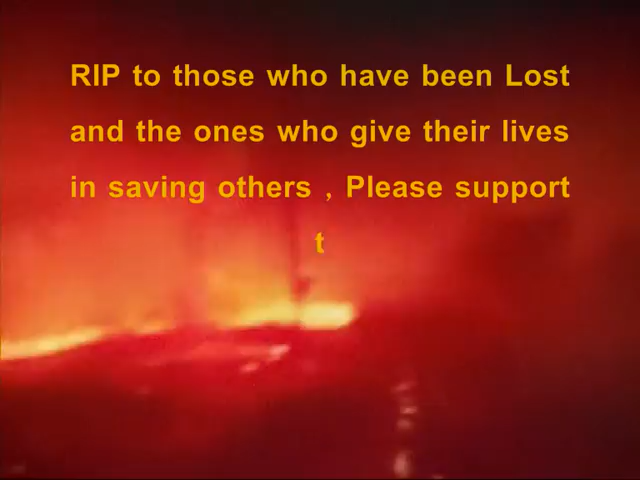 RIP to those who have been Lost
and the ones who give their lives
in saving others , Please support
t